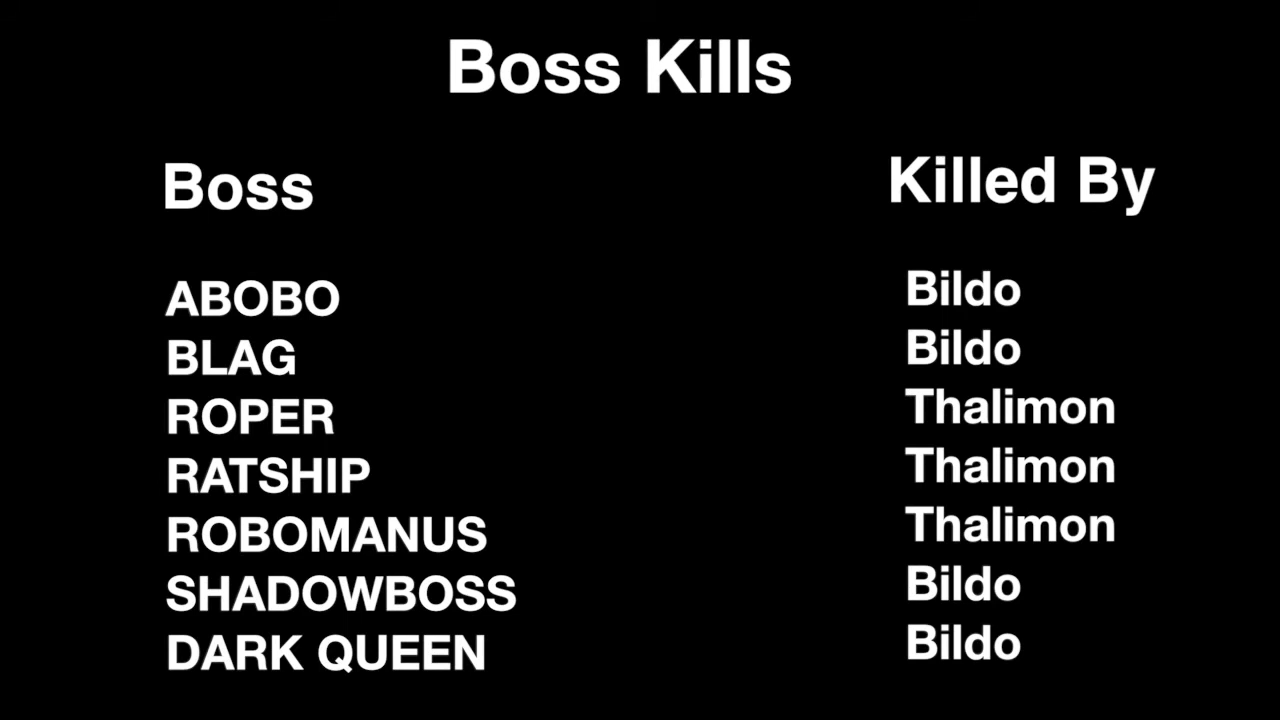 Boss Kills
Boss Killed By
ABOBO Bildo
BLAG Bildo
ROPER Thalimon
RATSHIP Thalimon
ROBOMANUS Thalimon
SHADOWBOSS Bildo
DARK QUEEN Bildo